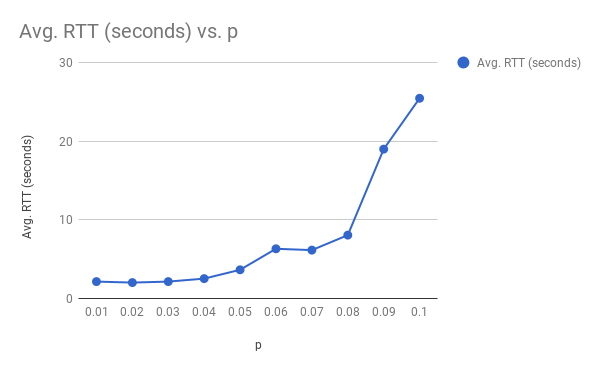 Avg. RTT (seconds) vs. p
Avg. RTT (seconds)
30
20
10
0
Avg. RTT (seconds)
0.01 0.02 0.03 0.04 0.05 0.06 0.07 0.08 0.09 0.1
p